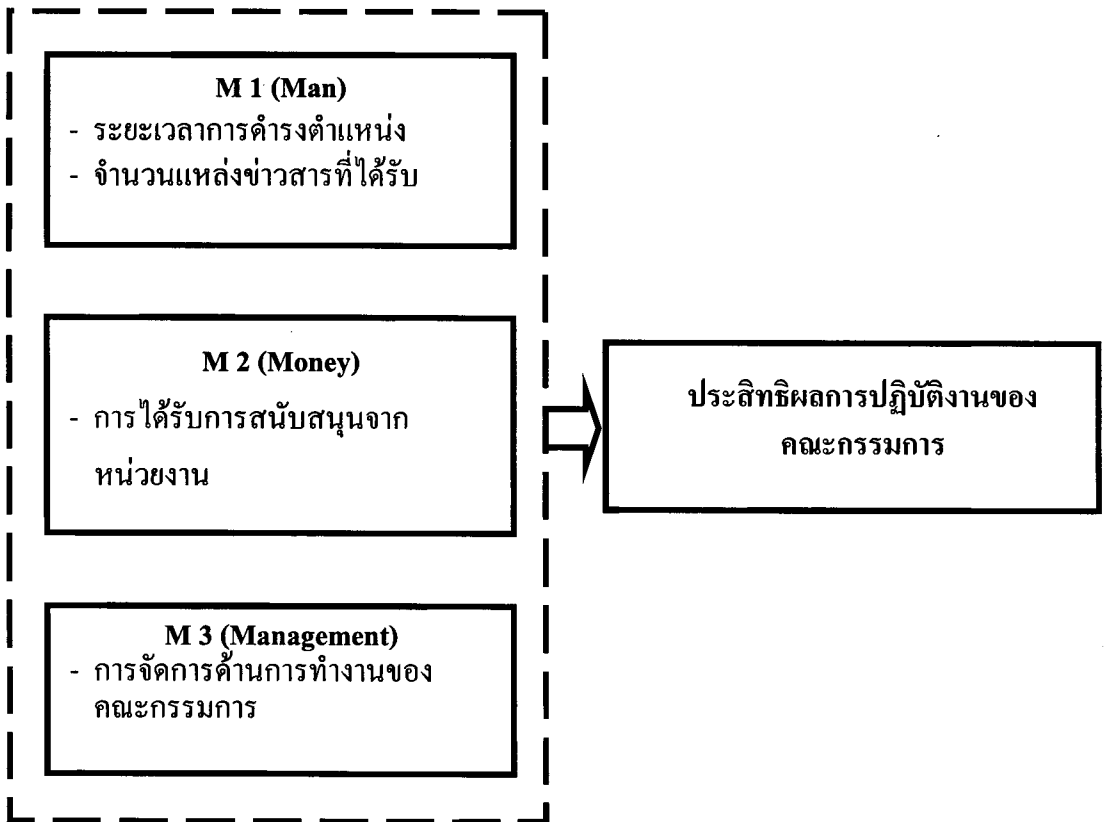 M 1 (Man)
- ระยะเวลาการดำรงตำแหน่ง
- จำนวนแหล่งข่าวสารที่ได้รับ
M 2 (Money)
- การได้รับการสนับสนุนจาก
หน่วยงาน
M 3 (Management)
- การจัดการด้านการทำงานของ
คณะกรรมการ
ประสิทธิผลการปฏิบัติงานของ
คณะกรรมการ